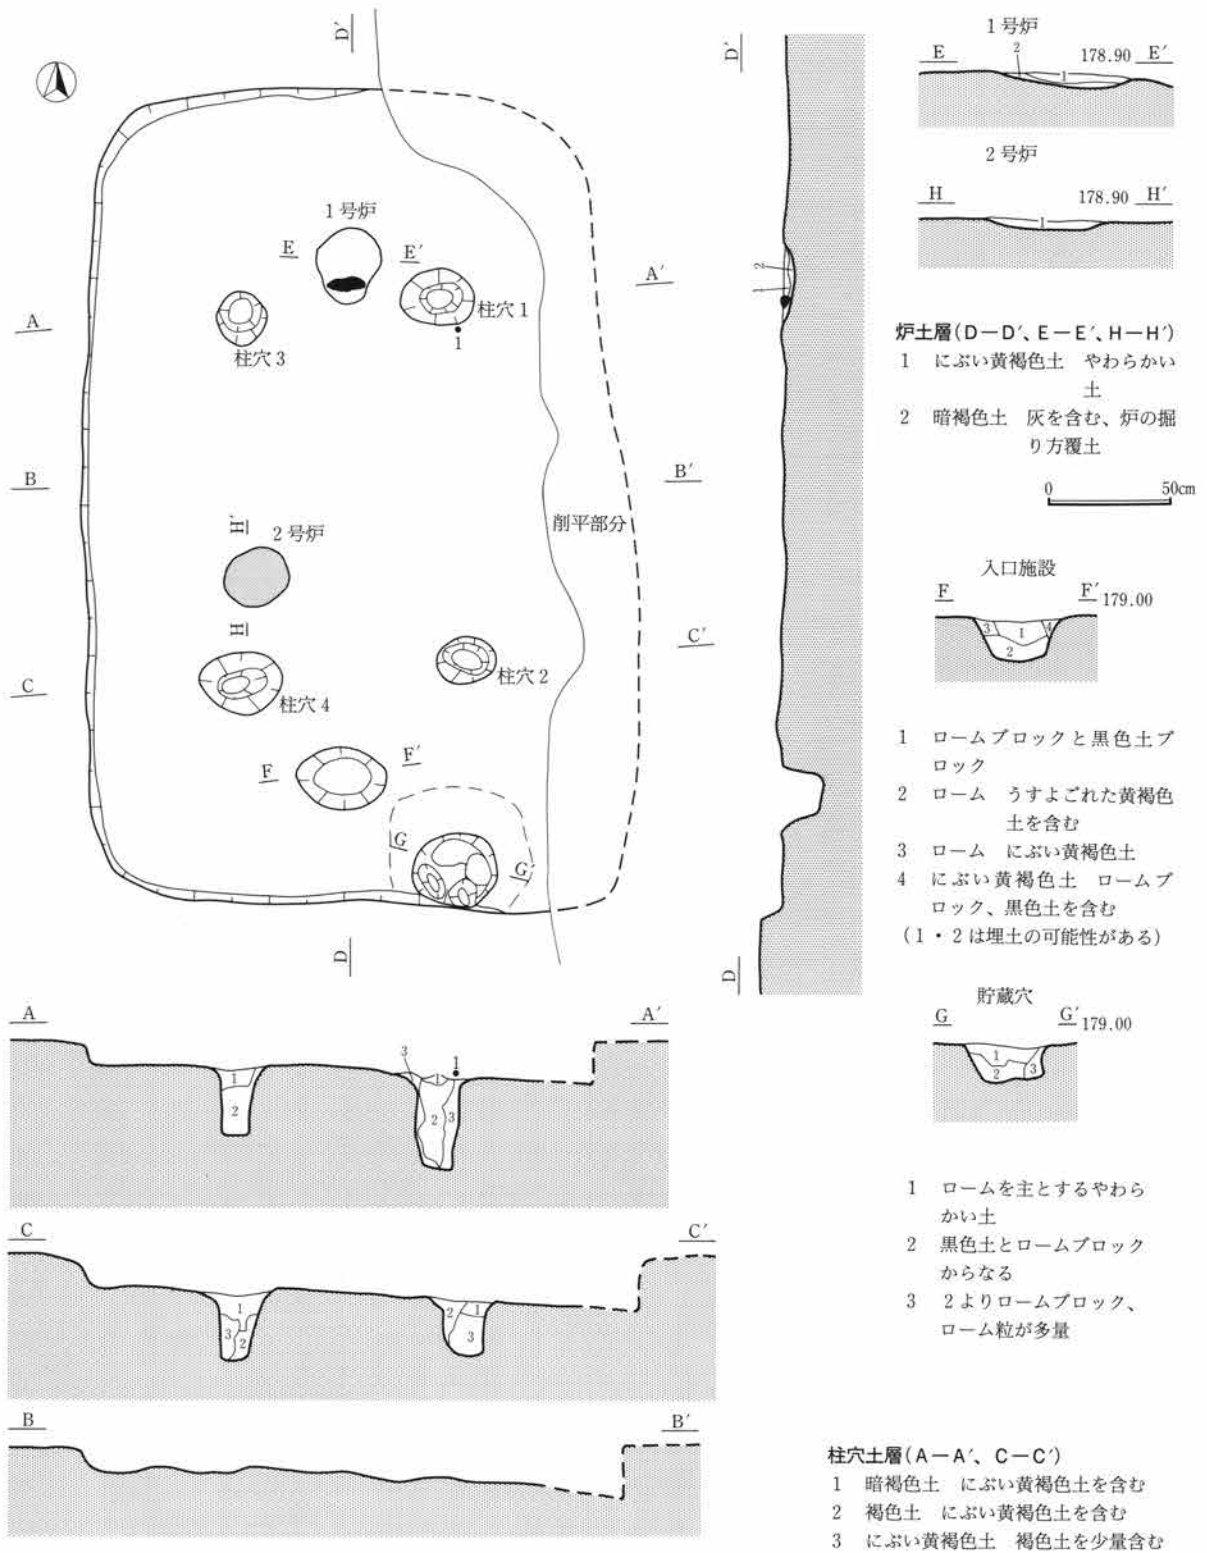 D′
1号炉
E
E′
柱穴1
1
柱穴3
A
A′
B
B′
H′
2号炉
H
削平部分
C
C′
柱穴2
柱穴4
F
F′
G
G′
D
D′
2
1
D
1号炉
E 2 178.90 E′
1
2号炉
H 178.90 H′
1
炉土層(D－D′、E－E′、H－H′)
1 にぶい黄褐色土 やわらかい
土
2 暗褐色土 灰を含む、炉の掘
り方覆土
0 50cm
入口施設
F F′ 179.00
3 1 4
2
1 ロームブロックと黒色土ブ
ロック
2 ローム うすよごれた黄褐色
土を含む
3 ローム にぶい黄褐色土
4 にぶい黄褐色土 ロームブ
ロック、黒色土を含む
(1・2は埋土の可能性がある)
貯蔵穴
G G′ 179.00
1
2 3
1 ロームを主とするやわら
かい土
2 黒色土とロームブロック
からなる
3 2よりロームブロック、
ローム粒が多量
A A′
3 1
1 1
2 2 3
C C′
1 2 1
3 2 3
B B′
柱穴土層(A－A′、C－C′)
1 暗褐色土 にぶい黄褐色土を含む
2 褐色土 にぶい黄褐色土を含む
3 にぶい黄褐色土 褐色土を少量含む